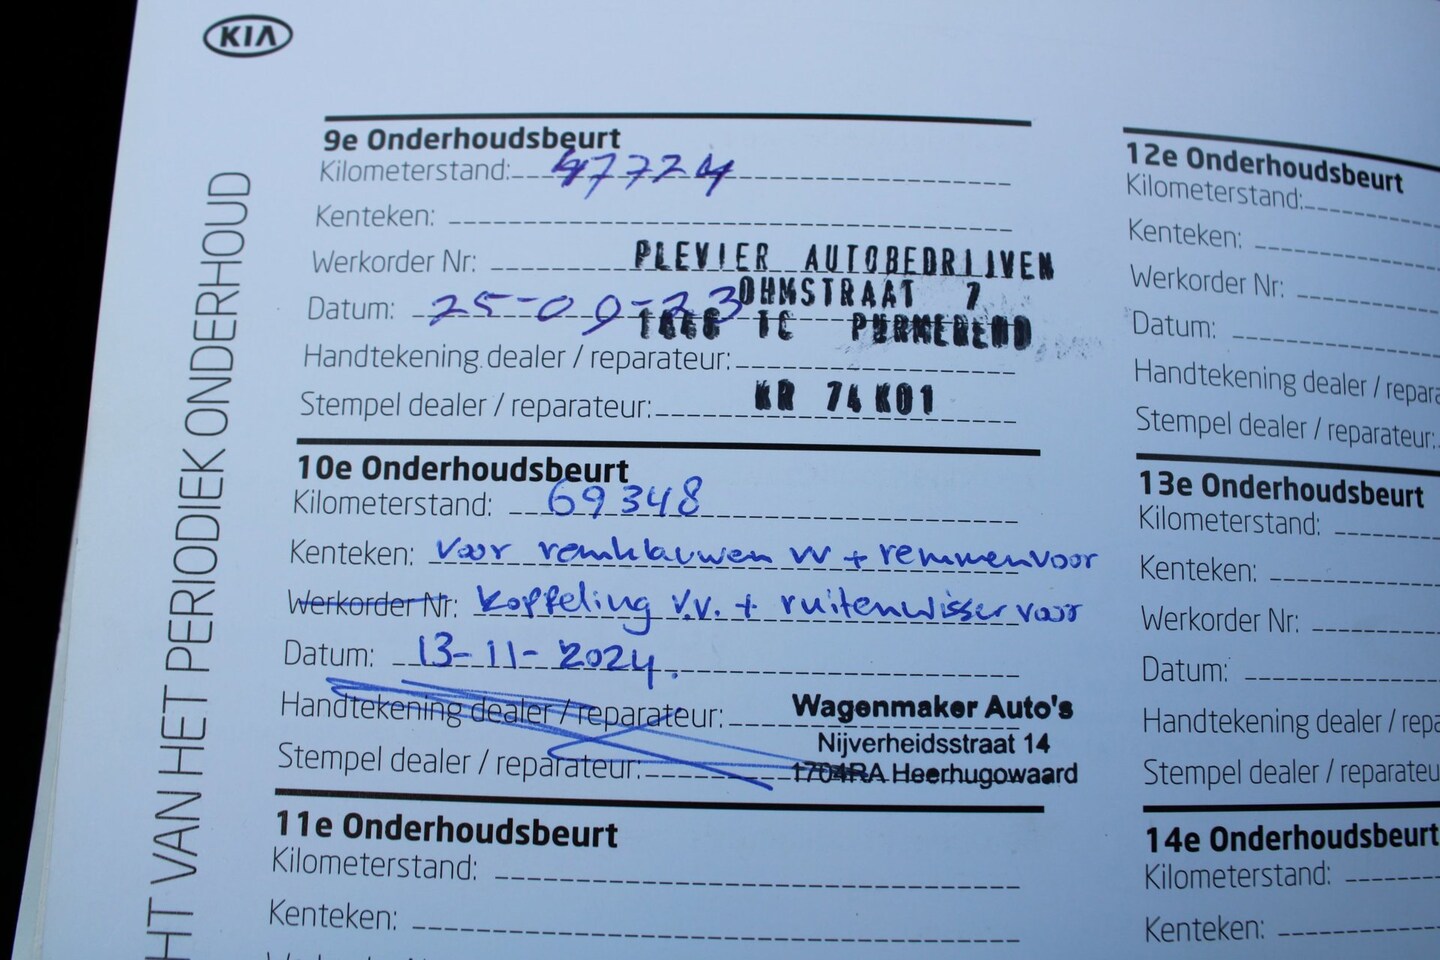 KIA
HT VAN HET PERIODIEK ONDERHOUD
9e Onderhoudsbeurt
Kilometerstand: 47724
Kenteken:
Werkorder Nr: PLEVIER AUTOBEDRIJVEN
OHMSTRAAT 7
Datum: 25-09-23
TC PURMEREND
Handtekening dealer / reparateur:
Stempel dealer / reparateur: KR 74 K01
10e Onderhoudsbeurt
Kilometerstand: 69348
Kenteken: voor remklauwen vv + remmen voor
Werkorder Nr: koppeling v.v. + ruitenwisser voor
Datum: 13-11-2024.
Handtekening dealer / reparateur: Wagenmaker Auto's
Nijverheidsstraat 14
Stempel dealer / reparateur: 1704RA Heerhugowaard
11e Onderhoudsbeurt
Kilometerstand:
Kenteken:
Werkorder Nr:
12e Onderhoudsbeurt
Kilometerstand:
Kenteken:
Werkorder Nr:
Datum:
Handtekening dealer / repara
Stempel dealer / reparateur:
13e Onderhoudsbeurt
Kilometerstand:
Kenteken:
Werkorder Nr:
Datum:
Handtekening dealer / repa
Stempel dealer / reparateu
14e Onderhoudsbeurt
Kilometerstand:
Kenteken: